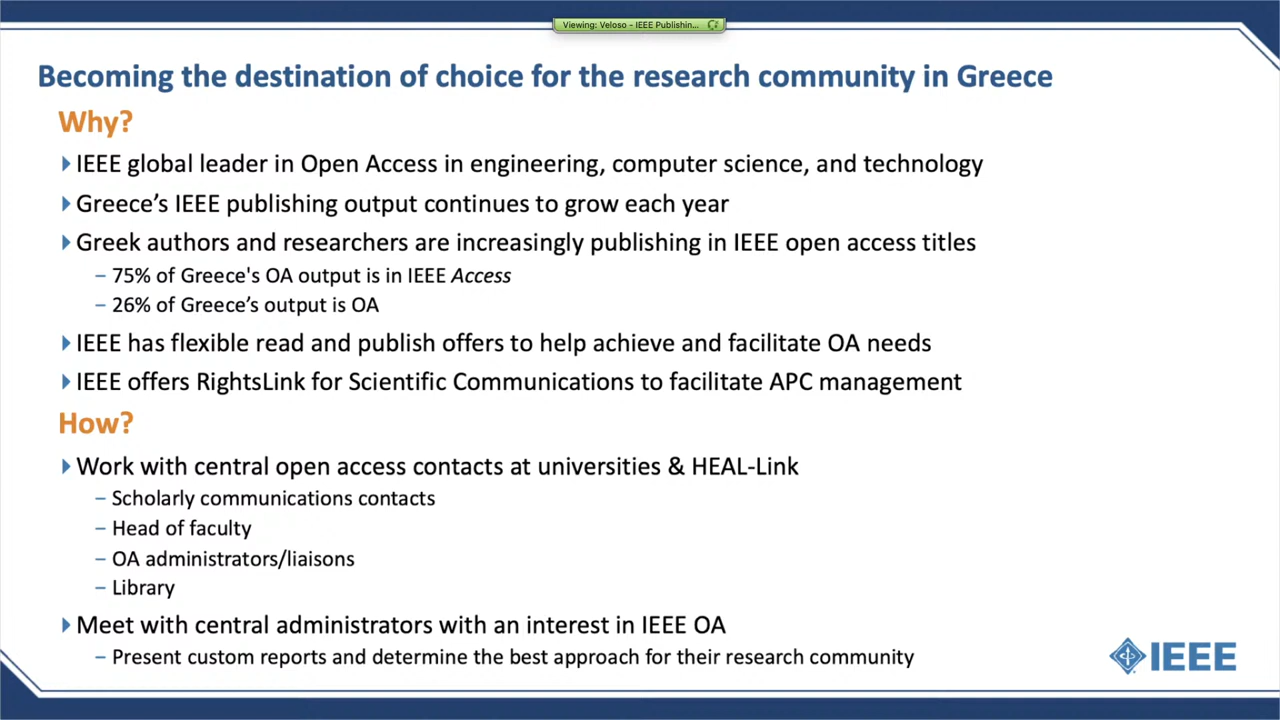 Viewing: Veloso - IEEE Publishin...
Becoming the destination of choice for the research community in Greece
Why?
IEEE global leader in Open Access in engineering, computer science, and technology
Greece’s IEEE publishing output continues to grow each year
Greek authors and researchers are increasingly publishing in IEEE open access titles
– 75% of Greece's OA output is in IEEE Access
– 26% of Greece’s output is OA
IEEE has flexible read and publish offers to help achieve and facilitate OA needs
IEEE offers RightsLink for Scientific Communications to facilitate APC management
How?
Work with central open access contacts at universities & HEAL-Link
– Scholarly communications contacts
– Head of faculty
– OA administrators/liaisons
– Library
Meet with central administrators with an interest in IEEE OA
– Present custom reports and determine the best approach for their research community
IEEE